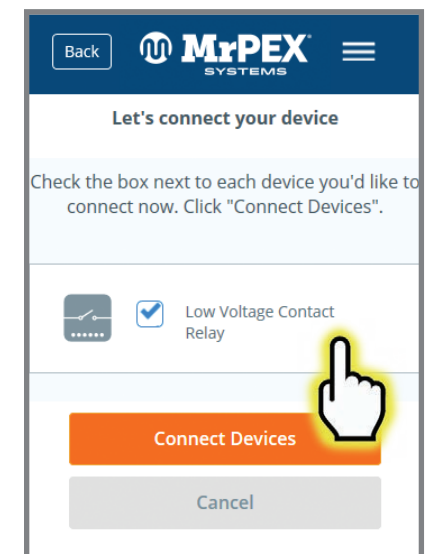 Back
MrPEX
SYSTEMS
Let's connect your device
Check the box next to each device you'd like to
connect now. Click "Connect Devices".
Low Voltage Contact
Relay
Connect Devices
Cancel